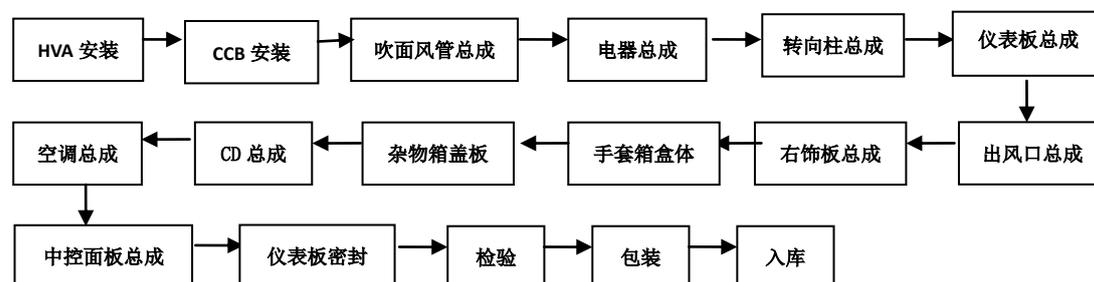 HVA 安装
CCB 安装
吹面风管总成
电器总成
转向柱总成
仪表板总成
出风口总成
右饰板总成
手套箱盒体
杂物箱盖板
CD 总成
空调总成
中控面板总成
仪表板密封
检验
包装
入库